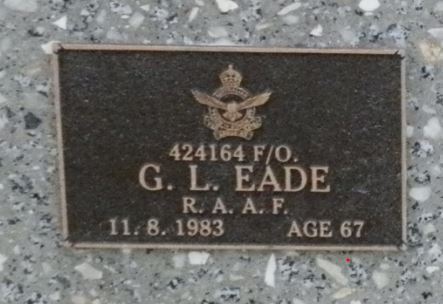 424164 F/O.
G. L. EADE
R. A. A. F.
11. 8. 1983 AGE 67